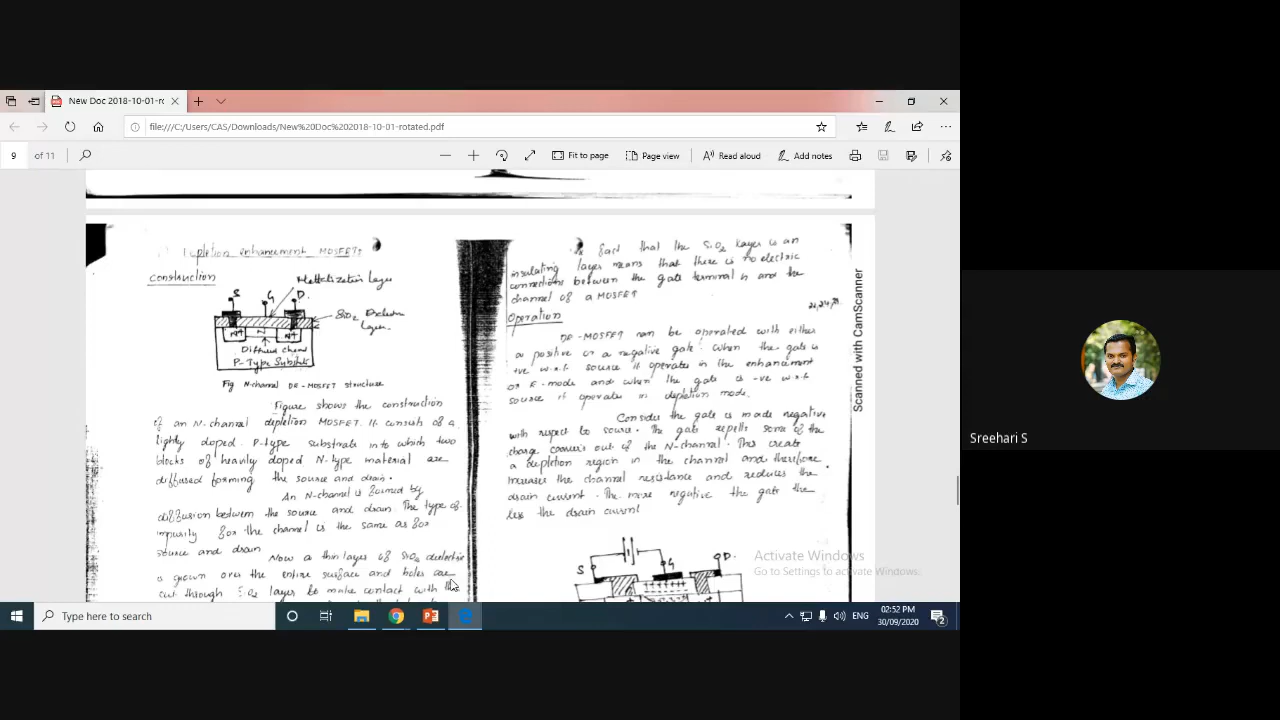 New Doc 2018-10-01-ro
file:///C:/Users/CAS/Downloads/New%20Doc%202018-10-01-rotated.pdf
9 of 11
Fit to page
Page view
Read aloud
Add notes
Depletion enhancement MOSFETs
Construction
Metallization layer
S G D
SiO2
Layer
N+ N N+
Diffused channel
P-Type Substrate
Fig N-channel DE-MOSFET structure
Figure shows the construction
of an N-channel depletion MOSFET. It consists of a
lightly doped P-type substrate into which two
blocks of heavily doped N-type material are
diffused forming the source and drain.
An N-channel is formed by
diffusion between the source and drain. The type of
impurity for the channel is the same as for
source and drain
Now a thin layer of SiO2 dielectric
is grown over the entire surface and holes are
cut through SiO2 layer to make contact with the
fact that the SiO2 layer is an
insulating layer means that there is no electric
connections between the gate terminal and the
channel of a MOSFET
Operation
DE-MOSFET can be operated with either
a positive or a negative gate. When the gate is
+ve w.r.t source it operates in the enhancement
or E-mode and when the gate is -ve w.r.t
source it operates in depletion mode.
Consider the gate is made negative
with respect to source. The gate repells some of the
charge carriers out of the N-channel. This create
a depletion region in the channel and therefore
increases the channel resistance and reduces the
drain current. The more negative the gate the
less the drain current
S G D
Scanned with CamScanner
Activate Windows
Go to Settings to activate Windows.
Type here to search
ENG
02:52 PM
30/09/2020
2
Sreehari S